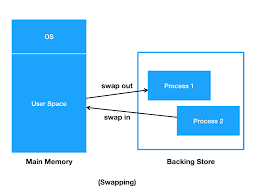 OS
User Space
Main Memory
swap out
swap in
Process 1
Process 2
Backing Store
(Swapping)